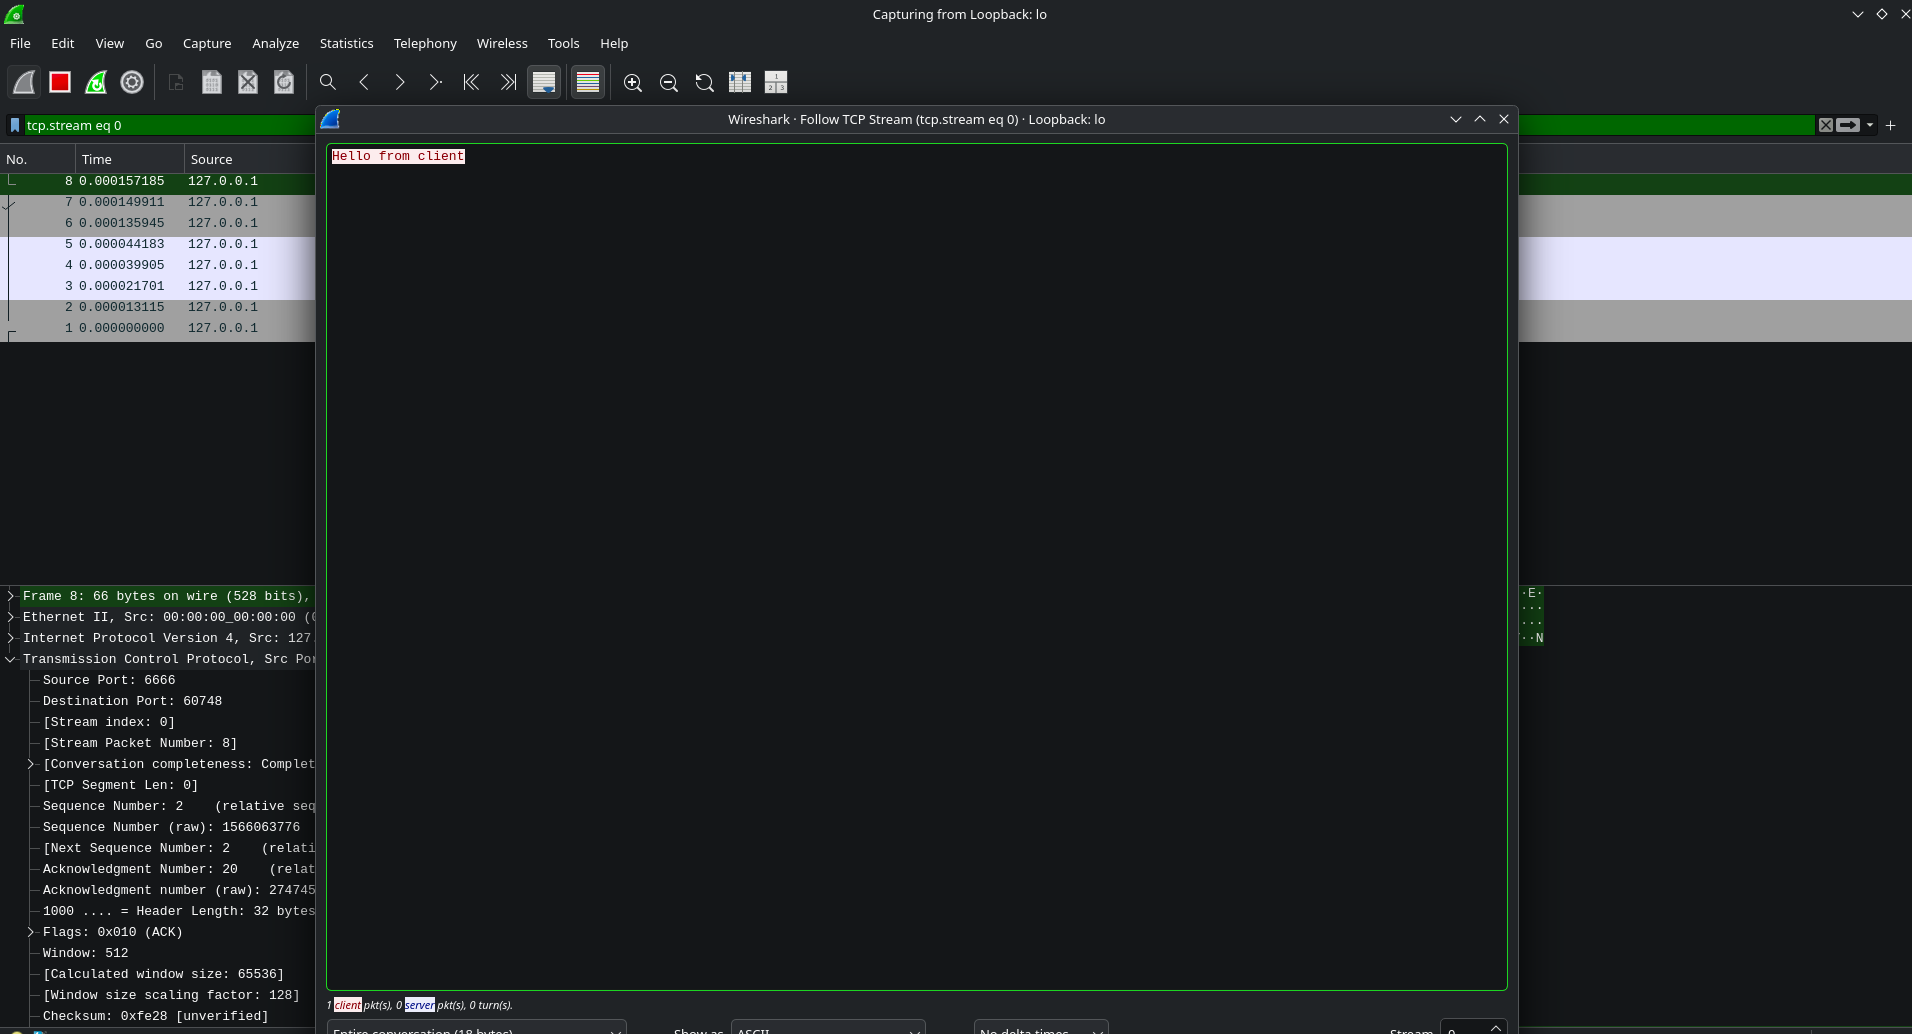 Capturing from Loopback: lo
File Edit View Go Capture Analyze Statistics Telephony Wireless Tools Help
tcp.stream eq 0
Wireshark · Follow TCP Stream (tcp.stream eq 0) · Loopback: lo
No. Time Source
Hello from client
8 0.000157185 127.0.0.1
7 0.000149911 127.0.0.1
6 0.000135945 127.0.0.1
5 0.000044183 127.0.0.1
4 0.000039905 127.0.0.1
3 0.000021701 127.0.0.1
2 0.000013115 127.0.0.1
1 0.000000000 127.0.0.1
Frame 8: 66 bytes on wire (528 bits),
Ethernet II, Src: 00:00:00_00:00:00 (
Internet Protocol Version 4, Src: 127.
Transmission Control Protocol, Src Por
Source Port: 6666
Destination Port: 60748
[Stream index: 0]
[Stream Packet Number: 8]
[Conversation completeness: Complet
[TCP Segment Len: 0]
Sequence Number: 2 (relative seq
Sequence Number (raw): 1566063776
[Next Sequence Number: 2 (relati
Acknowledgment Number: 20 (relat
Acknowledgment number (raw): 274745
1000 .... = Header Length: 32 bytes
Flags: 0x010 (ACK)
Window: 512
[Calculated window size: 65536]
[Window size scaling factor: 128]
Checksum: 0xfe28 [unverified]
·E·
···
···
··N
1 client pkt(s), 0 server pkt(s), 0 turn(s).
Entire conversation (18 bytes) Show as ASCII No delta times Stream 0